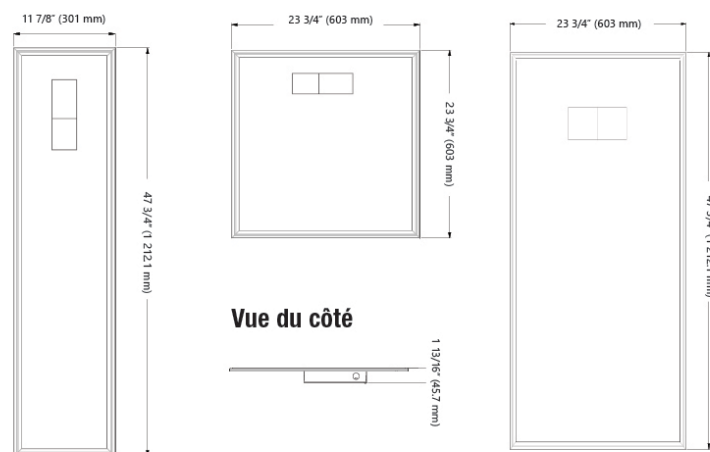 11 7/8" (301 mm)
23 3/4" (603 mm)
23 3/4" (603 mm)
47 3/4" (1 212.1 mm)
23 3/4" (603 mm)
Vue du côté
1 13/16" (45.7 mm)